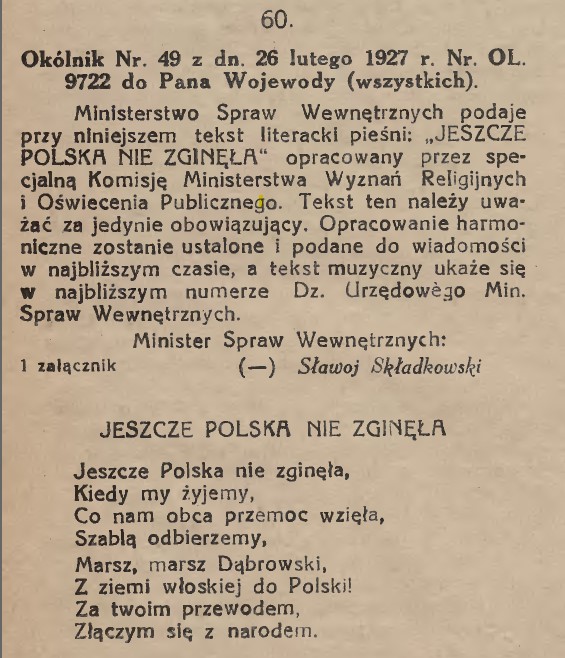 60.
Okólnik Nr. 49 z dn. 26 lutego 1927 r. Nr. OL.
9722 do Pana Wojewody (wszystkich).
Ministerstwo Spraw Wewnętrznych podaje
przy niniejszem tekst literacki pieśni: „JESZCZE
POLSKA NIE ZGINĘŁA“ opracowany przez spe-
cjalną Komisję Ministerstwa Wyznań Religijnych
i Oświecenia Publicznego. Tekst ten należy uwa-
żać za jedynie obowiązujący. Opracowanie harmo-
niczne zostanie ustalone i podane do wiadomości
w najbliższym czasie, a tekst muzyczny ukaże się
w najbliższym numerze Dz. Urzędowego Min.
Spraw Wewnętrznych.
Minister Spraw Wewnętrznych:
1 załącznik (—) Sławoj Składkowski
JESZCZE POLSKA NIE ZGINĘŁA
Jeszcze Polska nie zginęła,
Kiedy my żyjemy,
Co nam obca przemoc wzięła,
Szablą odbierzemy,
Marsz, marsz Dąbrowski,
Z ziemi włoskiej do Polski!
Za twoim przewodem,
Złączym się z narodem.